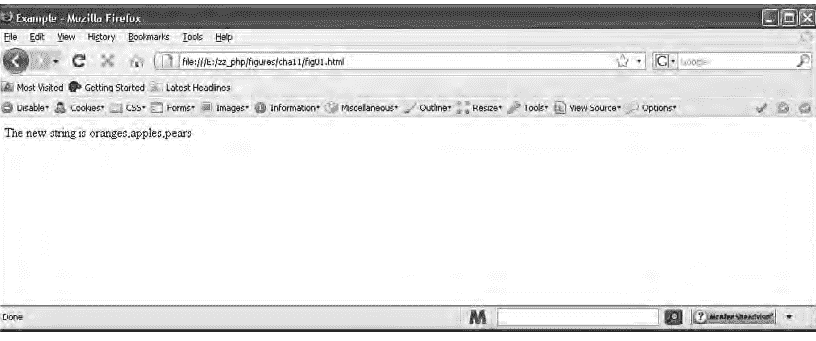 Example - Mozilla Firefox
File Edit View History Bookmarks Tools Help
file:///E:/zz_php/figures/cha11/fig01.html G Google
Most Visited Getting Started Latest Headlines
Disable Cookies CSS Forms Images Information Miscellaneous Outline Resize Tools View Source Options
The new string is oranges,apples,pears
Done M